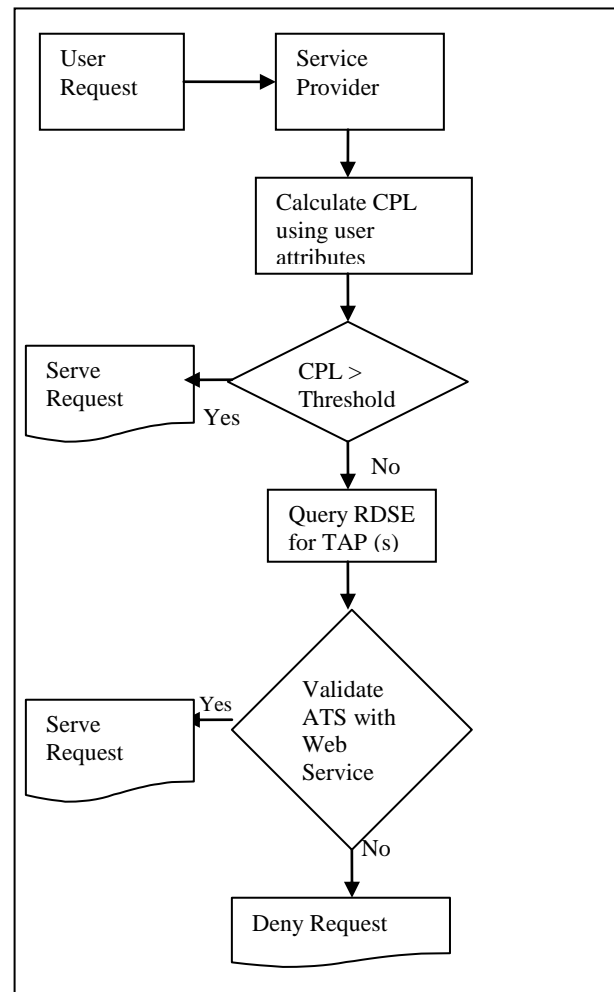 User
Request
Service
Provider
Calculate CPL
using user
attributes
CPL >
Threshold
Serve
Request
Yes
No
Query RDSE
for TAP (s)
Validate
ATS with
Web
Service
Yes
Serve
Request
No
Deny Request